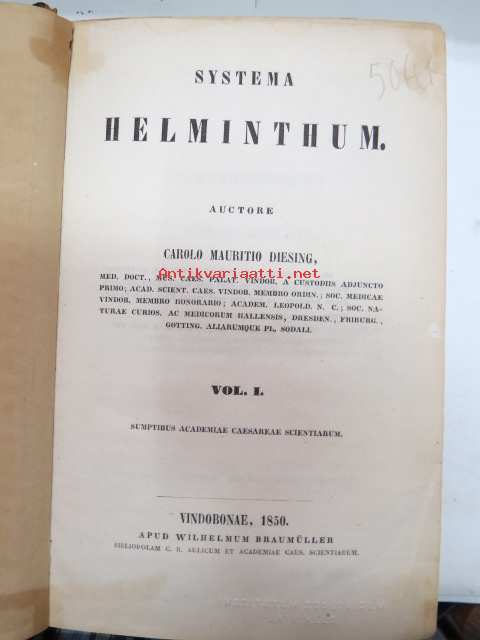 SYSTEMA
HELMINTHUM.
AUCTORE
CAROLO MAURITIO DIESING,
Antikvariaatti.net
MED. DOCT., MUS. CAES. PALAT. VINDOB. A CUSTODIIS ADJUNCTO
PRIMO; ACAD. SCIENT. CAES. VINDOB. MEMBRO ORDIN.; SOC. MEDICAE
VINDOB. MEMBRO HONORARIO; ACADEM. LEOPOLD. N. C.; SOC. NA-
TURAE CURIOS. AC MEDICORUM HALLENSIS, DRESDEN., FRIBURG.,
GOTTING. ALIARUMQUE PL. SODALI.
VOL. I.
SUMPTIBUS ACADEMIAE CAESAREAE SCIENTIARUM.
VINDOBONAE, 1850.
APUD WILHELMUM BRAUMÜLLER
BIBLIOPOLAM C. R. AULICUM ET ACADEMIAE CAES. SCIENTIARUM.